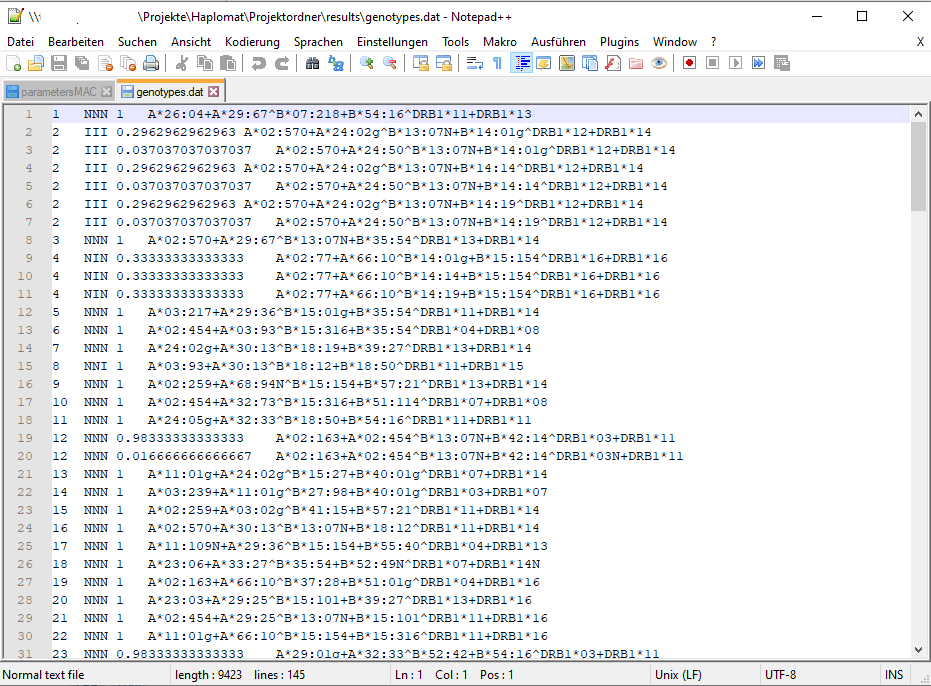 \\ \Projekte\Haplomat\Projektordner\results\genotypes.dat - Notepad++
Datei Bearbeiten Suchen Ansicht Kodierung Sprachen Einstellungen Tools Makro Ausführen Plugins Window ? X
parametersMAC genotypes.dat
1 1 NNN 1 A*26:04+A*29:67^B*07:218+B*54:16^DRB1*11+DRB1*13
2 2 III 0.2962962962963 A*02:570+A*24:02g^B*13:07N+B*14:01g^DRB1*12+DRB1*14
3 2 III 0.037037037037037 A*02:570+A*24:50^B*13:07N+B*14:01g^DRB1*12+DRB1*14
4 2 III 0.2962962962963 A*02:570+A*24:02g^B*13:07N+B*14:14^DRB1*12+DRB1*14
5 2 III 0.037037037037037 A*02:570+A*24:50^B*13:07N+B*14:14^DRB1*12+DRB1*14
6 2 III 0.2962962962963 A*02:570+A*24:02g^B*13:07N+B*14:19^DRB1*12+DRB1*14
7 2 III 0.037037037037037 A*02:570+A*24:50^B*13:07N+B*14:19^DRB1*12+DRB1*14
8 3 NNN 1 A*02:570+A*29:67^B*13:07N+B*35:54^DRB1*13+DRB1*14
9 4 NIN 0.33333333333333 A*02:77+A*66:10^B*14:01g+B*15:154^DRB1*16+DRB1*16
10 4 NIN 0.33333333333333 A*02:77+A*66:10^B*14:14+B*15:154^DRB1*16+DRB1*16
11 4 NIN 0.33333333333333 A*02:77+A*66:10^B*14:19+B*15:154^DRB1*16+DRB1*16
12 5 NNN 1 A*03:217+A*29:36^B*15:01g+B*35:54^DRB1*11+DRB1*14
13 6 NNN 1 A*02:454+A*03:93^B*15:316+B*35:54^DRB1*04+DRB1*08
14 7 NNN 1 A*24:02g+A*30:13^B*18:19+B*39:27^DRB1*13+DRB1*14
15 8 NNI 1 A*03:93+A*30:13^B*18:12+B*18:50^DRB1*11+DRB1*15
16 9 NNN 1 A*02:259+A*68:94N^B*15:154+B*57:21^DRB1*13+DRB1*14
17 10 NNN 1 A*02:454+A*32:73^B*15:316+B*51:114^DRB1*07+DRB1*08
18 11 NNN 1 A*24:05g+A*32:33^B*18:50+B*54:16^DRB1*11+DRB1*11
19 12 NNN 0.98333333333333 A*02:163+A*02:454^B*13:07N+B*42:14^DRB1*03+DRB1*11
20 12 NNN 0.016666666666667 A*02:163+A*02:454^B*13:07N+B*42:14^DRB1*03N+DRB1*11
21 13 NNN 1 A*11:01g+A*24:02g^B*15:27+B*40:01g^DRB1*07+DRB1*14
22 14 NNN 1 A*03:239+A*11:01g^B*27:98+B*40:01g^DRB1*03+DRB1*07
23 15 NNN 1 A*02:259+A*03:02g^B*41:15+B*57:21^DRB1*11+DRB1*14
24 16 NNN 1 A*02:570+A*30:13^B*13:07N+B*18:12^DRB1*11+DRB1*14
25 17 NNN 1 A*11:109N+A*29:36^B*15:154+B*55:40^DRB1*04+DRB1*13
26 18 NNN 1 A*23:06+A*33:27^B*35:54+B*52:49N^DRB1*07+DRB1*14N
27 19 NNN 1 A*02:163+A*66:10^B*37:28+B*51:01g^DRB1*04+DRB1*16
28 20 NNN 1 A*23:03+A*29:25^B*15:101+B*39:27^DRB1*13+DRB1*16
29 21 NNN 1 A*02:454+A*29:25^B*13:07N+B*15:101^DRB1*11+DRB1*16
30 22 NNN 1 A*11:01g+A*66:10^B*15:154+B*15:316^DRB1*11+DRB1*16
31 23 NNN 0.98333333333333 A*29:01g+A*32:33^B*52:42+B*54:16^DRB1*03+DRB1*11
Normal text file length : 9423 lines : 145 Ln : 1 Col : 1 Pos : 1 Unix (LF) UTF-8 INS